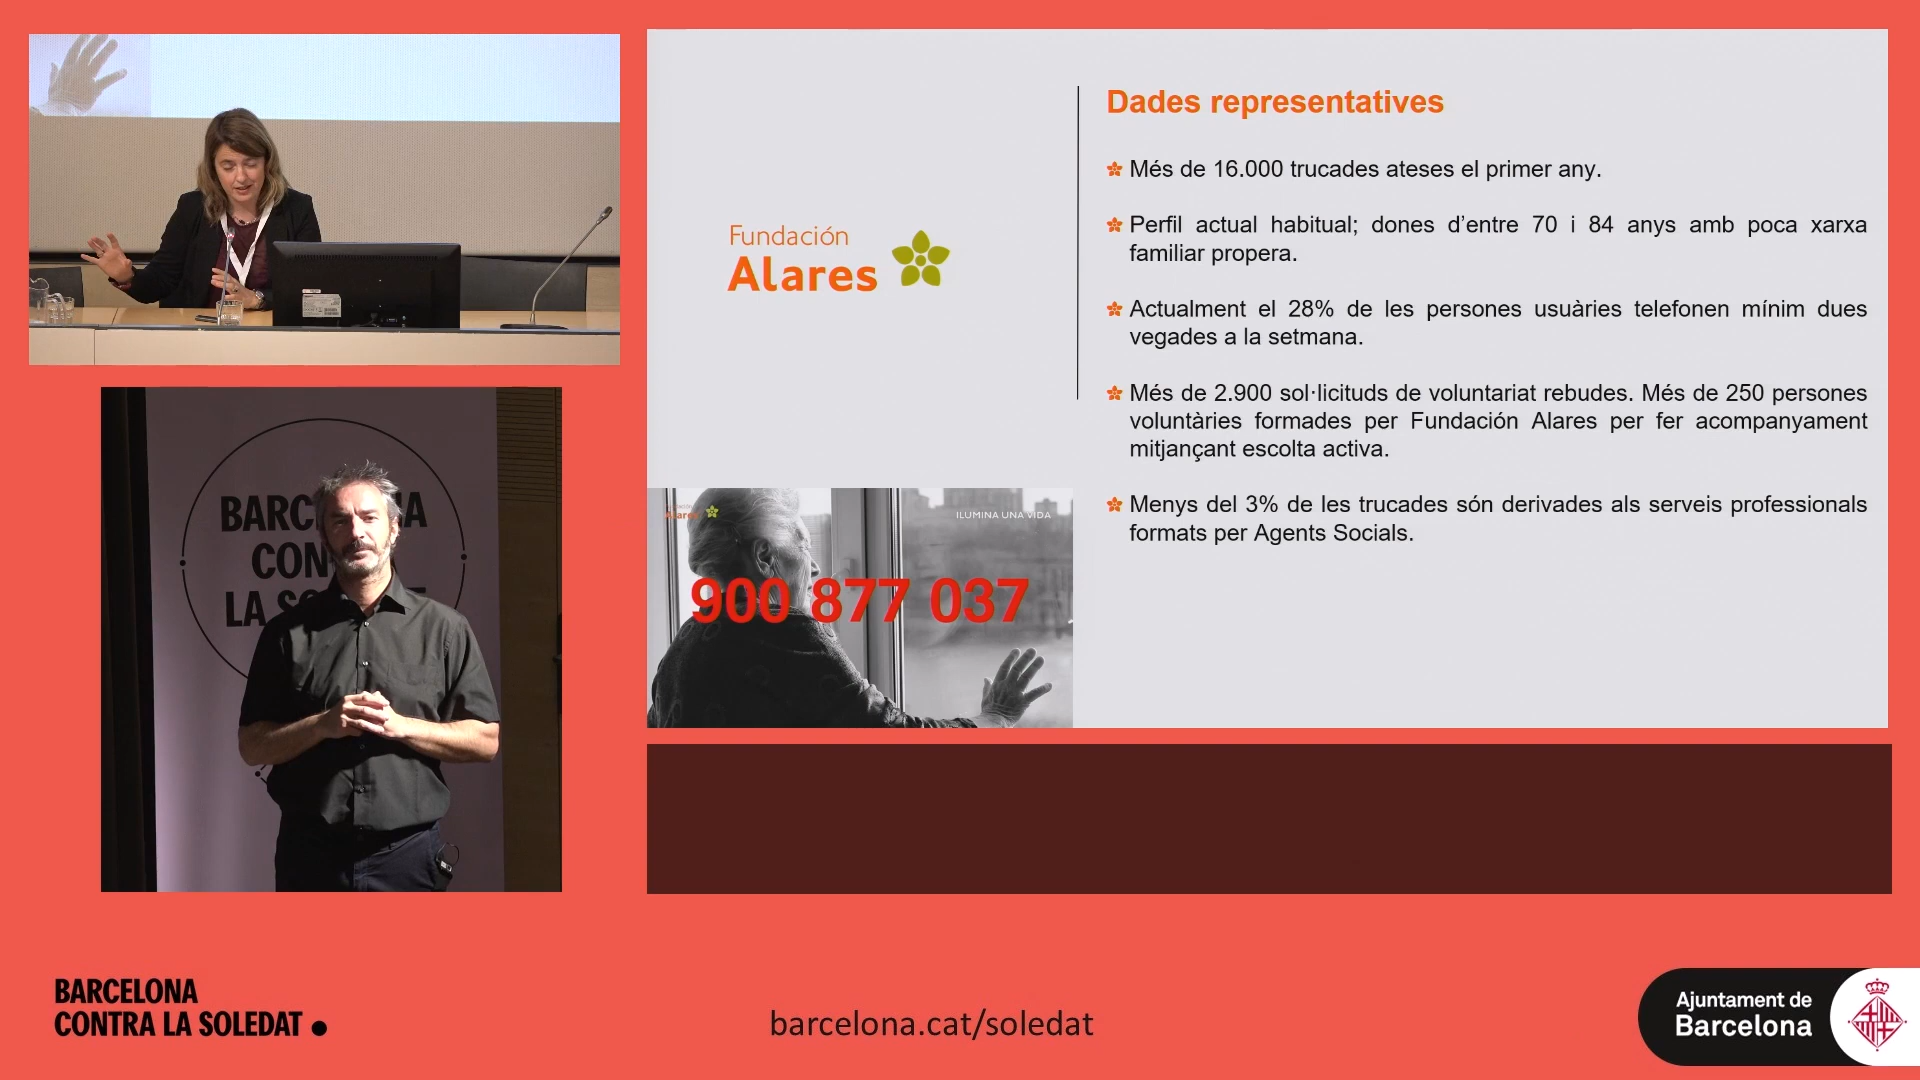 Dades representatives
Més de 16.000 trucades ateses el primer any.
Perfil actual habitual; dones d’entre 70 i 84 anys amb poca xarxa
familiar propera.
Actualment el 28% de les persones usuàries telefonen mínim dues
vegades a la setmana.
Més de 2.900 sol·licituds de voluntariat rebudes. Més de 250 persones
voluntàries formades per Fundación Alares per fer acompanyament
mitjançant escolta activa.
Menys del 3% de les trucades són derivades als serveis professionals
formats per Agents Socials.
Fundación
Alares
Alares
ILUMINA UNA VIDA
900 877 037
BARCELONA
CONTRA LA SOLEDAT
barcelona.cat/soledat
Ajuntament de
Barcelona